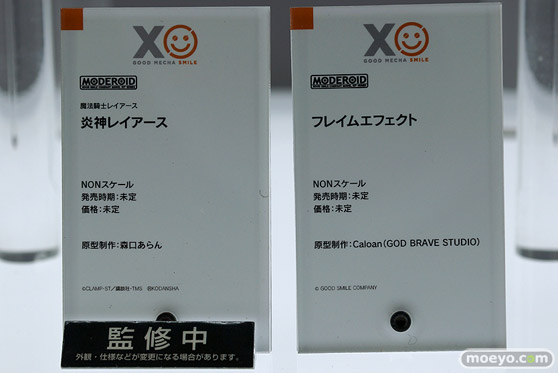 XO
GOOD MECHA SMILE
MODEROID
魔法騎士レイアース
炎神レイアース
NONスケール
発売時期：未定
価格：未定
原型制作：森口あらん
©CLAMP・ST／講談社・TMS ©KODANSHA
監修中
外観・仕様などが変更になる場合があります。
XO
GOOD MECHA SMILE
MODEROID
フレイムエフェクト
NONスケール
発売時期：未定
価格：未定
原型制作：Caloan（GOD BRAVE STUDIO）
© GOOD SMILE COMPANY
moeyo.com